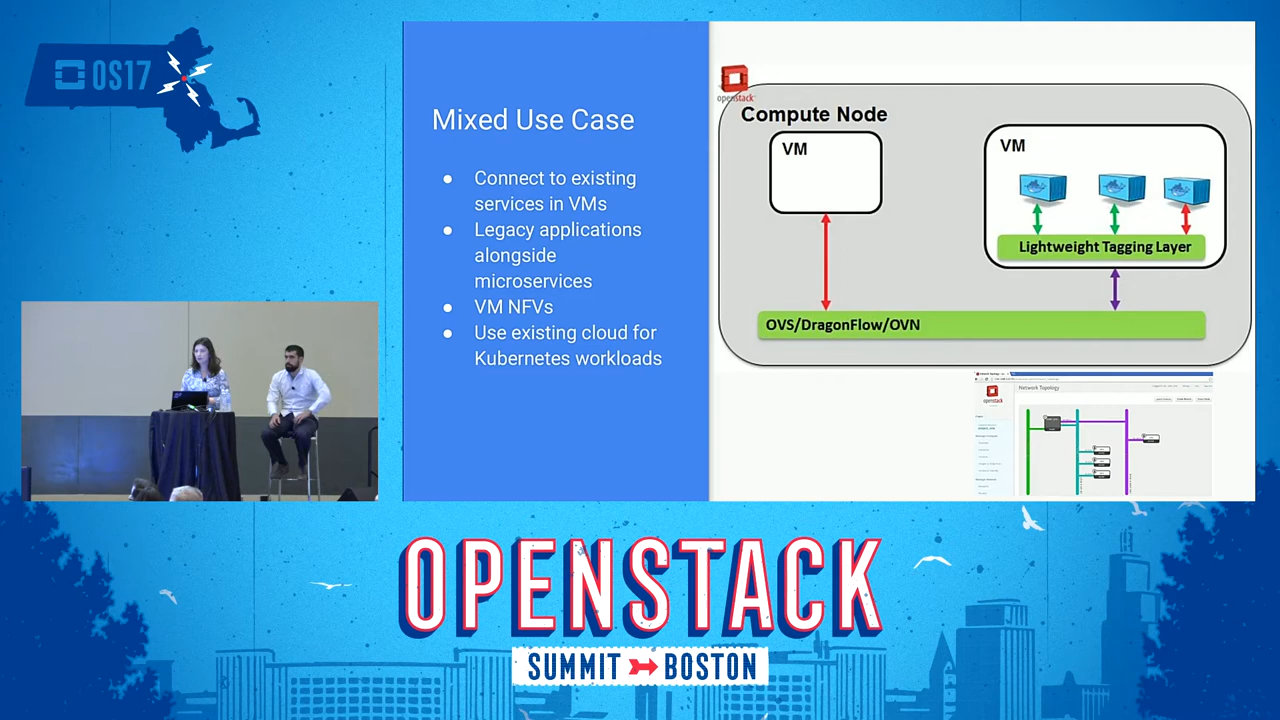 OS17
Mixed Use Case
● Connect to existing
services in VMs
● Legacy applications
alongside
microservices
● VM NFVs
● Use existing cloud for
Kubernetes workloads
openstack
Compute Node
VM
VM
Lightweight Tagging Layer
OVS/DragonFlow/OVN
Network Topology
openstack
OPENSTACK
SUMMIT BOSTON